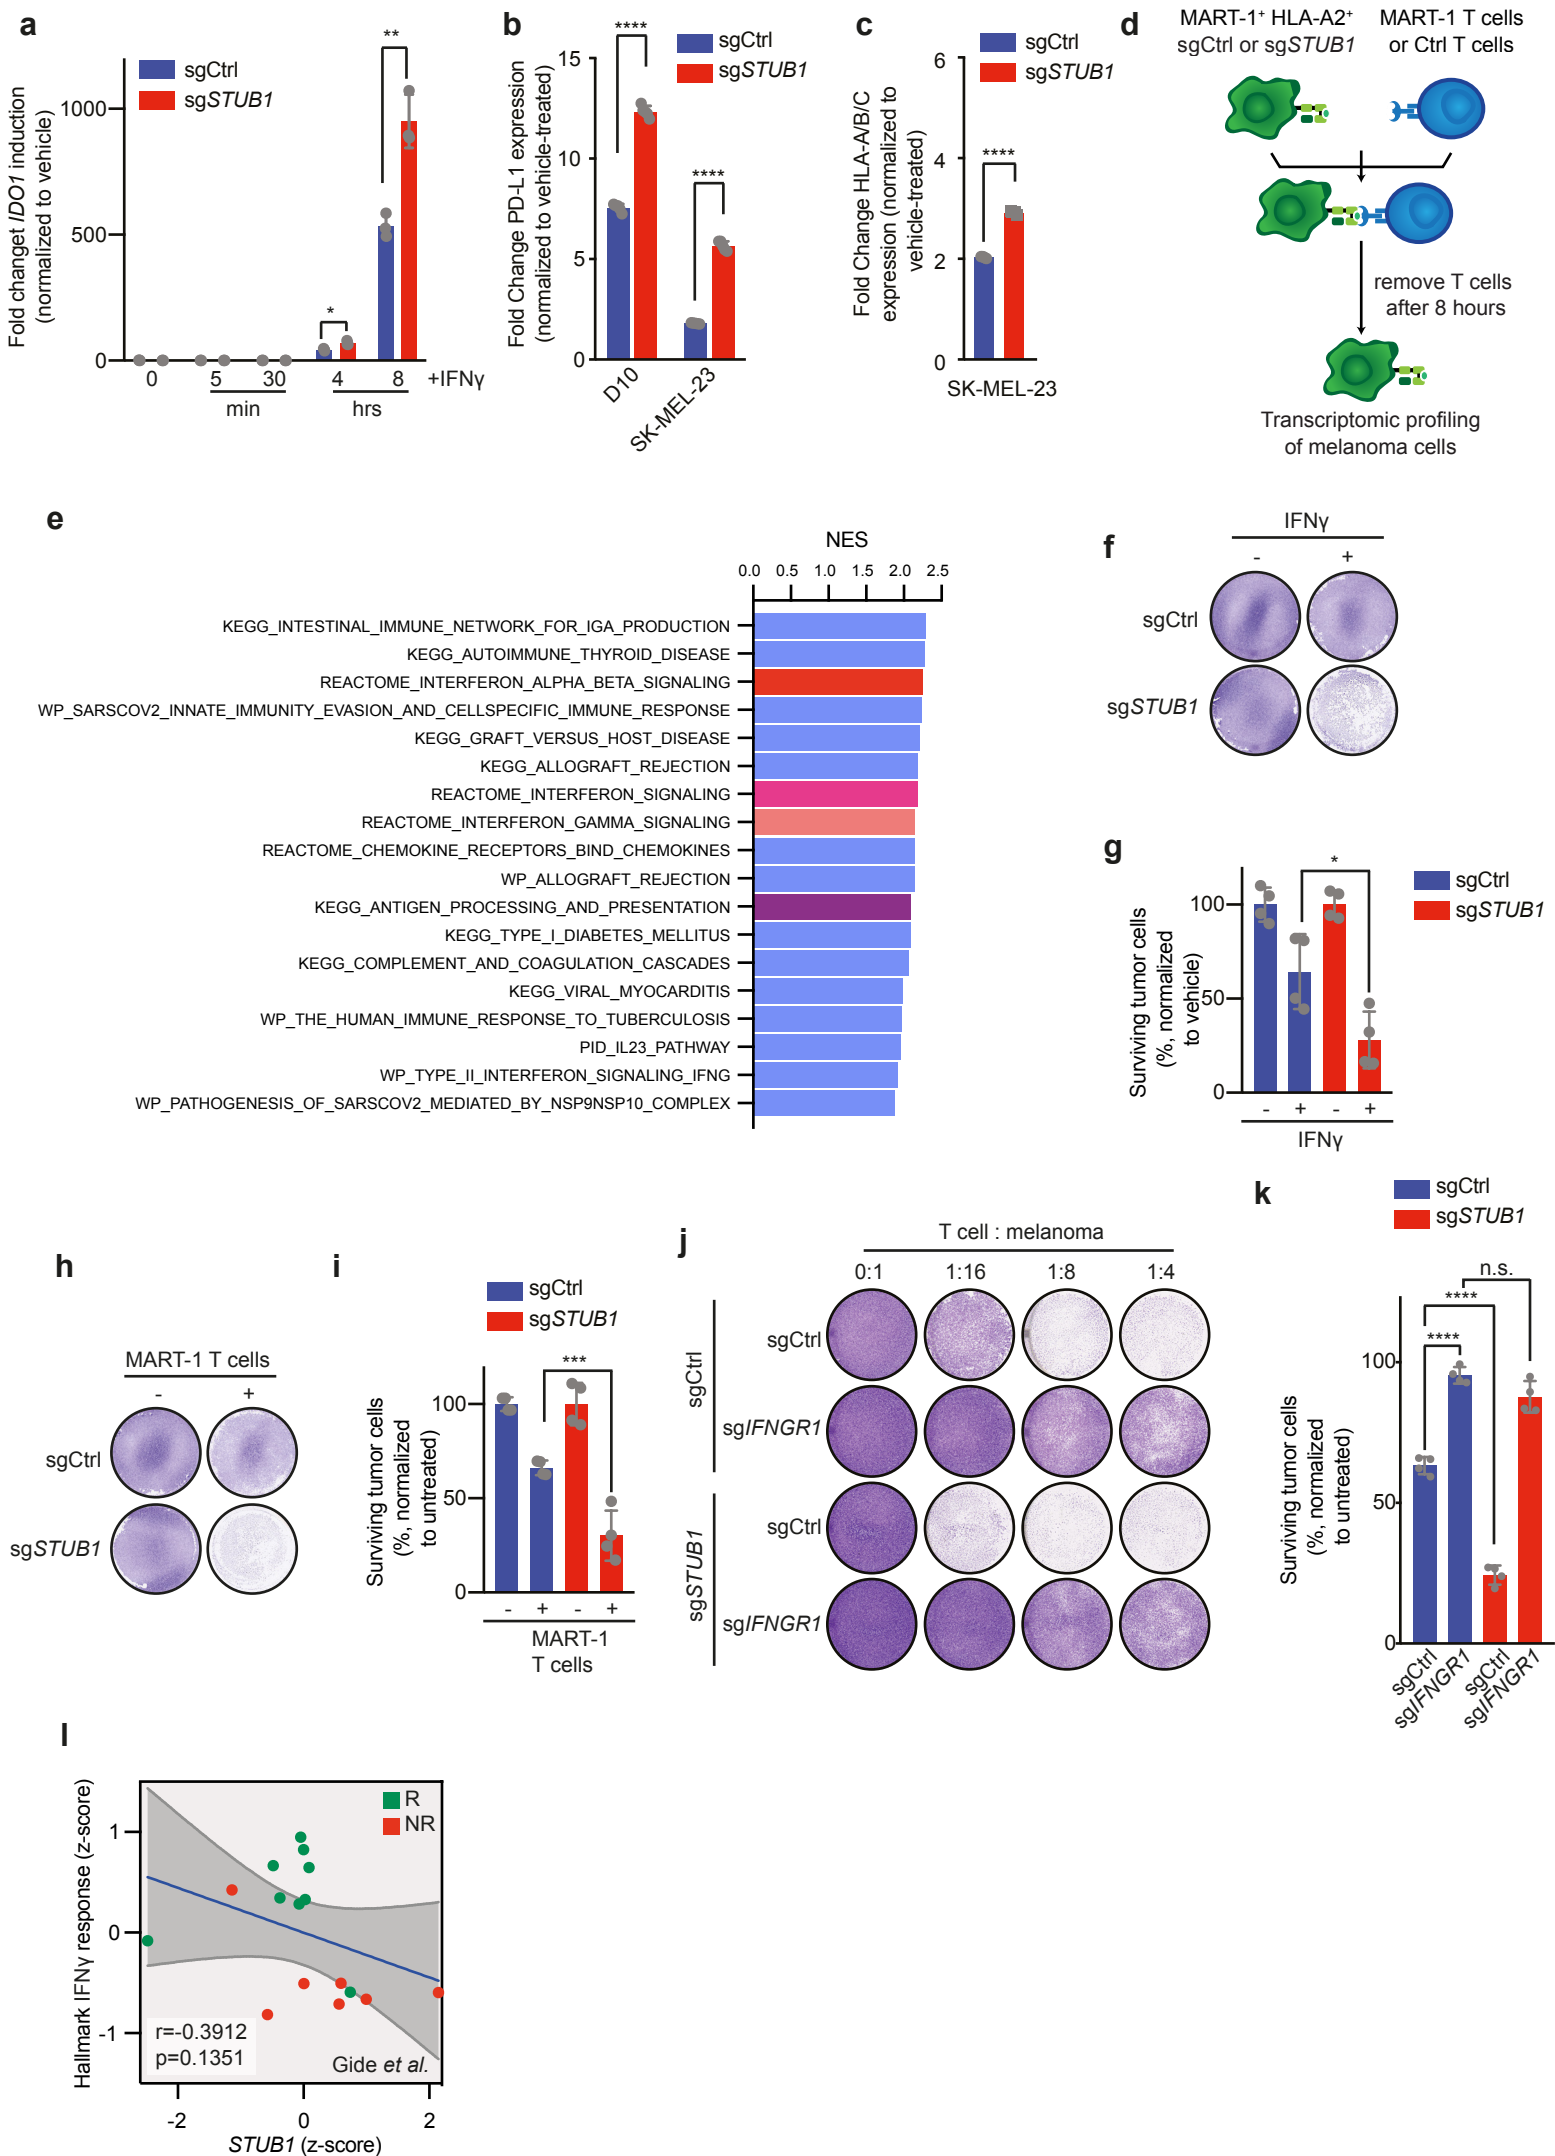 a
sgCtrl
sgSTUB1
**
*
Fold changet IDO1 induction
(normalized to vehicle)
1000
500
0
0 5 30 4 8 +IFNγ
min hrs
b
sgCtrl
sgSTUB1
****
****
Fold Change PD-L1 expression
(normalized to vehicle-treated)
15
10
5
0
D10
SK-MEL-23
c
sgCtrl
sgSTUB1
****
Fold Change HLA-A/B/C
expression (normalized to
vehicle-treated)
6
4
2
0
SK-MEL-23
d
MART-1⁺ HLA-A2⁺
sgCtrl or sgSTUB1
MART-1 T cells
or Ctrl T cells
remove T cells
after 8 hours
Transcriptomic profiling
of melanoma cells
e
NES
0.0 0.5 1.0 1.5 2.0 2.5
KEGG_INTESTINAL_IMMUNE_NETWORK_FOR_IGA_PRODUCTION
KEGG_AUTOIMMUNE_THYROID_DISEASE
REACTOME_INTERFERON_ALPHA_BETA_SIGNALING
WP_SARSCOV2_INNATE_IMMUNITY_EVASION_AND_CELLSPECIFIC_IMMUNE_RESPONSE
KEGG_GRAFT_VERSUS_HOST_DISEASE
KEGG_ALLOGRAFT_REJECTION
REACTOME_INTERFERON_SIGNALING
REACTOME_INTERFERON_GAMMA_SIGNALING
REACTOME_CHEMOKINE_RECEPTORS_BIND_CHEMOKINES
WP_ALLOGRAFT_REJECTION
KEGG_ANTIGEN_PROCESSING_AND_PRESENTATION
KEGG_TYPE_I_DIABETES_MELLITUS
KEGG_COMPLEMENT_AND_COAGULATION_CASCADES
KEGG_VIRAL_MYOCARDITIS
WP_THE_HUMAN_IMMUNE_RESPONSE_TO_TUBERCULOSIS
PID_IL23_PATHWAY
WP_TYPE_II_INTERFERON_SIGNALING_IFNG
WP_PATHOGENESIS_OF_SARSCOV2_MEDIATED_BY_NSP9NSP10_COMPLEX
f
IFNγ
- +
sgCtrl
sgSTUB1
g
*
sgCtrl
sgSTUB1
Surviving tumor cells
(%, normalized
to vehicle)
100
50
0
- + - +
IFNγ
h
MART-1 T cells
- +
sgCtrl
sgSTUB1
i
sgCtrl
sgSTUB1
***
Surviving tumor cells
(%, normalized
to untreated)
100
50
0
- + - +
MART-1
T cells
j
T cell : melanoma
0:1 1:16 1:8 1:4
sgCtrl
sgCtrl
sgIFNGR1
sgSTUB1
sgCtrl
sgIFNGR1
k
sgCtrl
sgSTUB1
n.s.
****
****
Surviving tumor cells
(%, normalized
to untreated)
100
50
0
sgCtrl
sgIFNGR1
sgCtrl
sgIFNGR1
l
R
NR
Hallmark IFNγ response (z-score)
1
0
-1
r=-0.3912
p=0.1351
Gide et al.
-2 0 2
STUB1 (z-score)